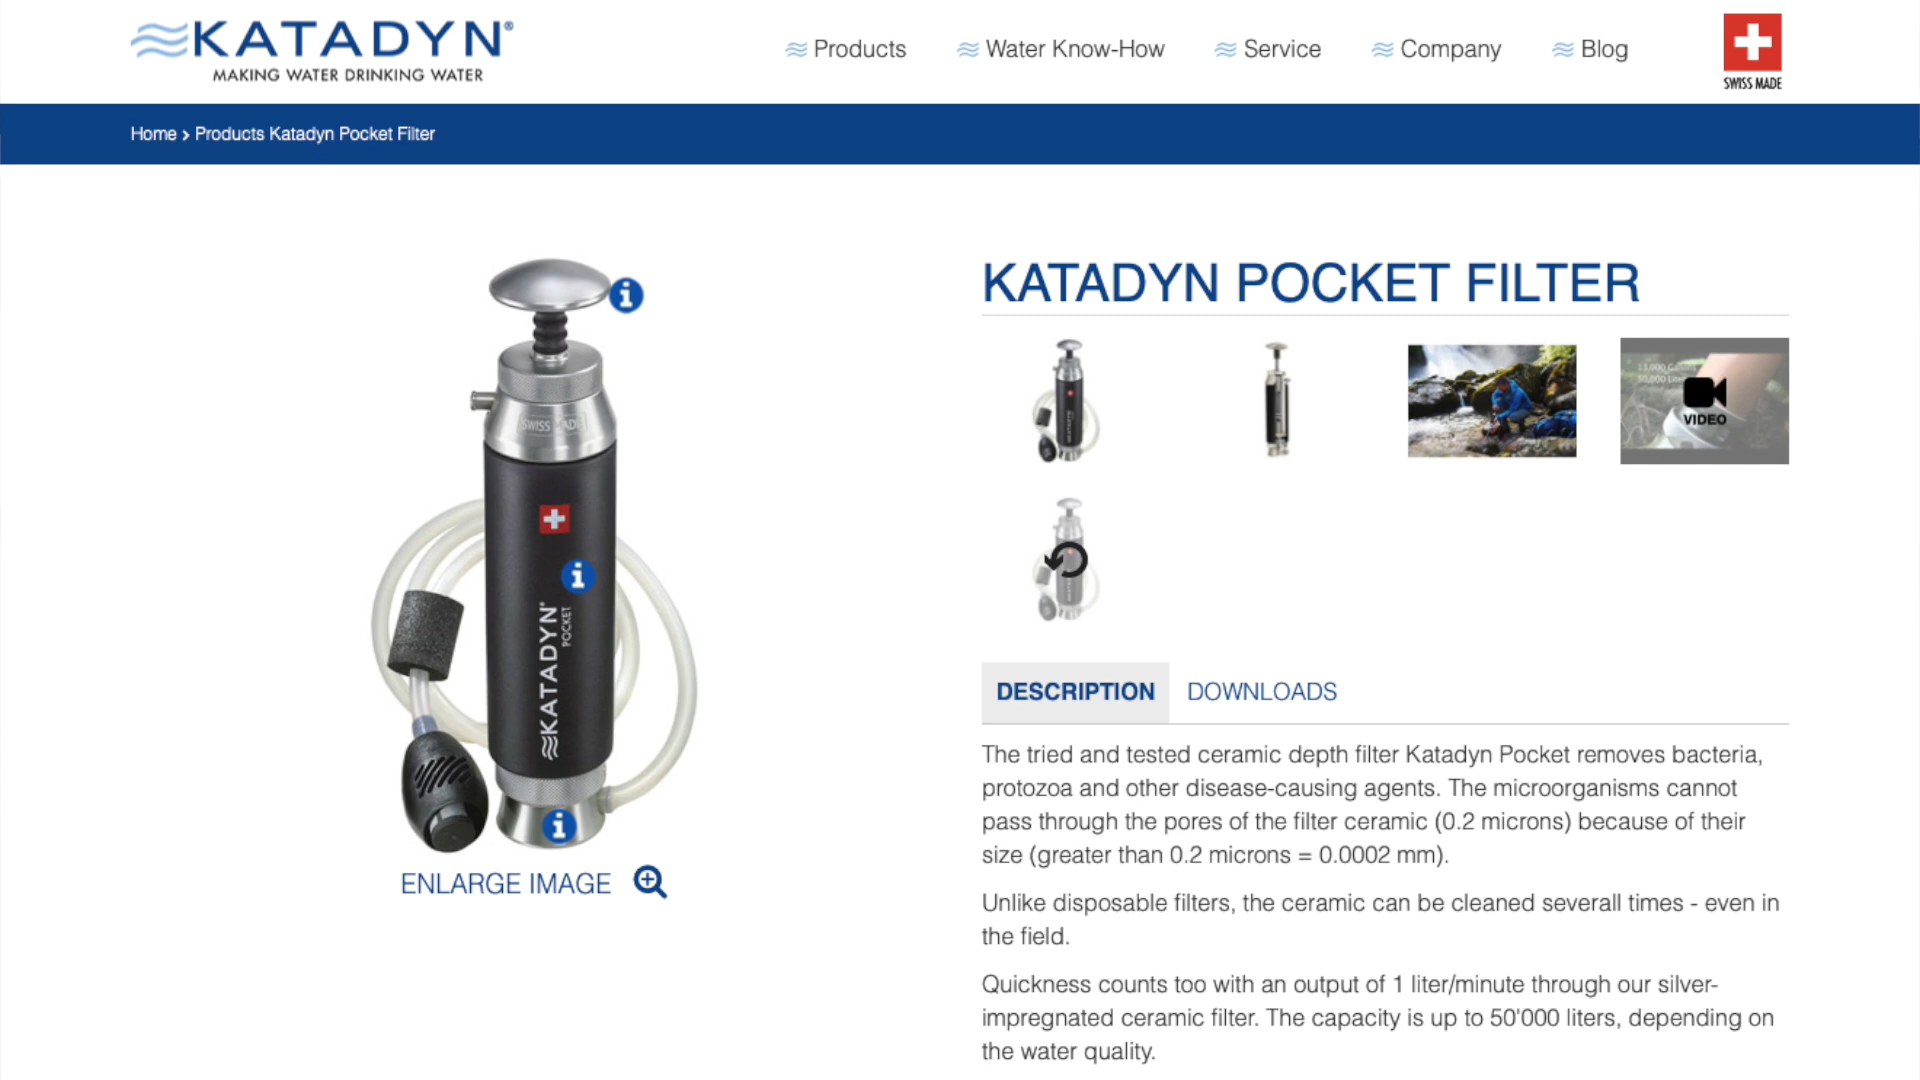 KATADYN®
MAKING WATER DRINKING WATER
Products
Water Know-How
Service
Company
Blog
SWISS MADE
Home › Products Katadyn Pocket Filter
SWISS MADE
KATADYN®
POCKET
ENLARGE IMAGE
KATADYN POCKET FILTER
VIDEO
DESCRIPTION
DOWNLOADS
The tried and tested ceramic depth filter Katadyn Pocket removes bacteria,
protozoa and other disease-causing agents. The microorganisms cannot
pass through the pores of the filter ceramic (0.2 microns) because of their
size (greater than 0.2 microns = 0.0002 mm).
Unlike disposable filters, the ceramic can be cleaned severall times - even in
the field.
Quickness counts too with an output of 1 liter/minute through our silver-
impregnated ceramic filter. The capacity is up to 50'000 liters, depending on
the water quality.